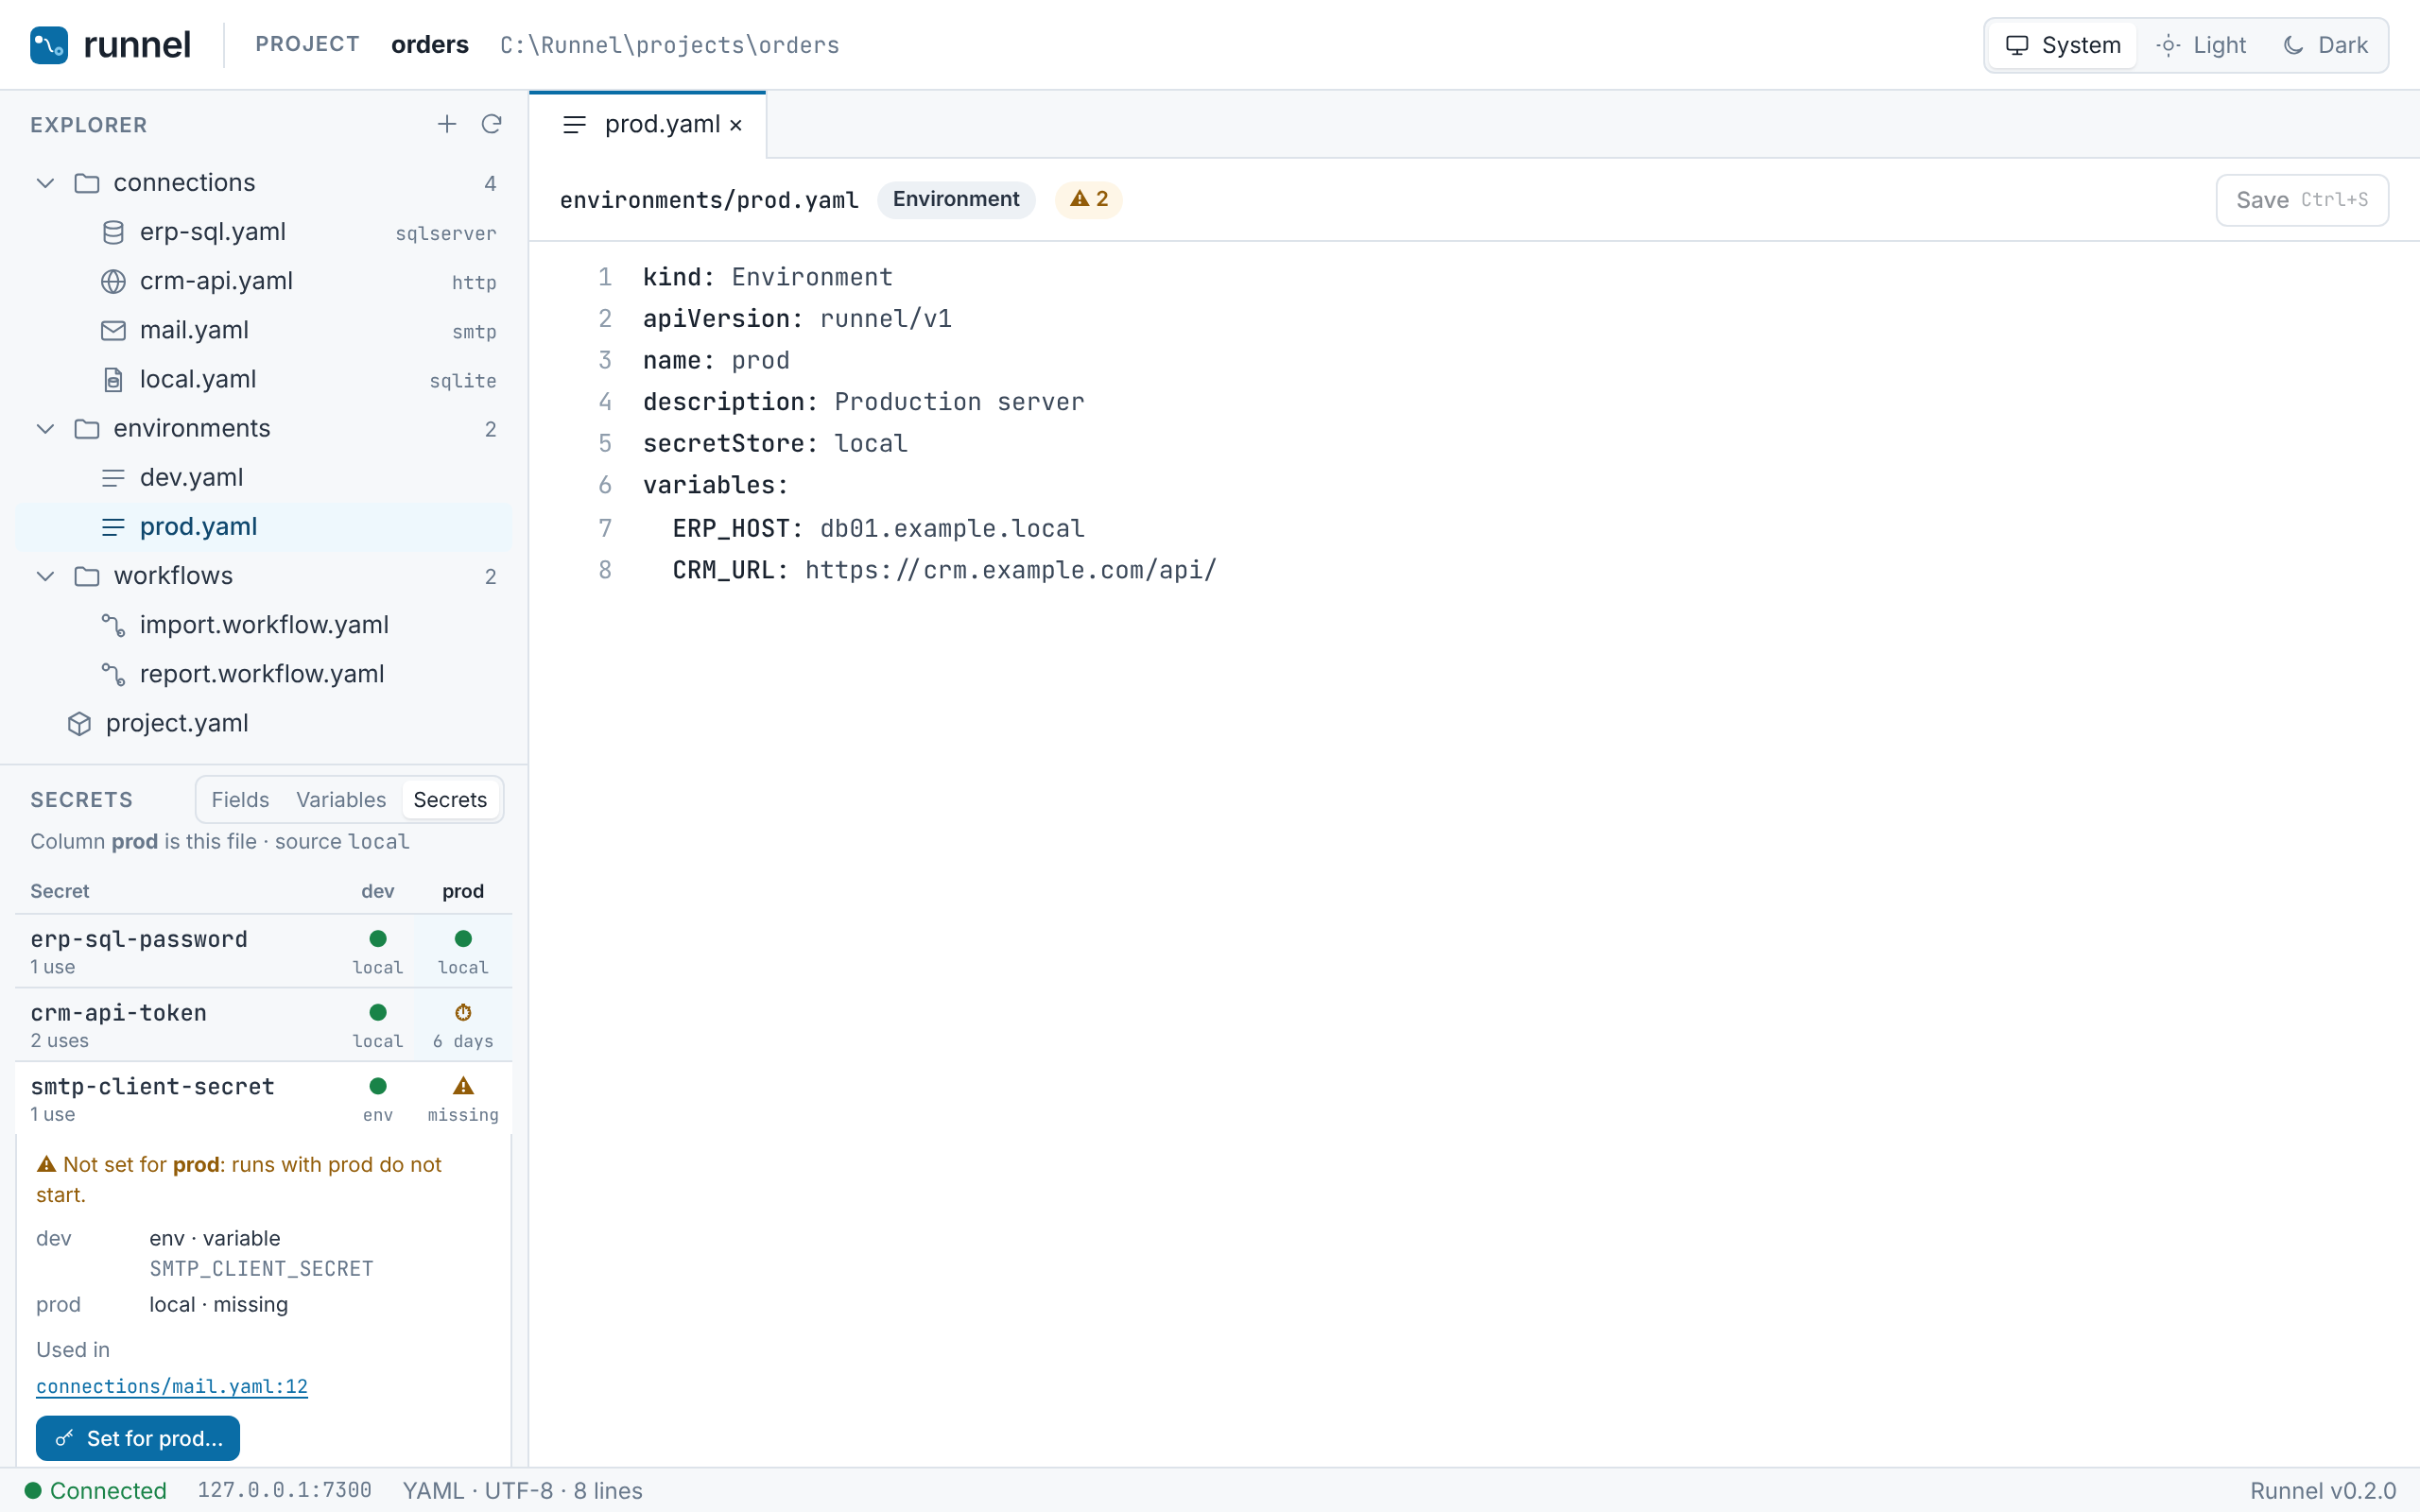 runnel PROJECT orders C:\Runnel\projects\orders System Light Dark
EXPLORER
connections 4
erp-sql.yaml sqlserver
crm-api.yaml http
mail.yaml smtp
local.yaml sqlite
environments 2
dev.yaml
prod.yaml
workflows 2
import.workflow.yaml
report.workflow.yaml
project.yaml
SECRETS Fields Variables Secrets
Column prod is this file · source local
Secret dev prod
erp-sql-password
1 use local local
crm-api-token
2 uses local 6 days
smtp-client-secret
1 use env missing
Not set for prod: runs with prod do not
start.
dev env · variable
SMTP_CLIENT_SECRET
prod local · missing
Used in
connections/mail.yaml:12
Set for prod...
prod.yaml ×
environments/prod.yaml Environment 2 Save Ctrl+S
1 kind: Environment
2 apiVersion: runnel/v1
3 name: prod
4 description: Production server
5 secretStore: local
6 variables:
7 ERP_HOST: db01.example.local
8 CRM_URL: https://crm.example.com/api/
Connected 127.0.0.1:7300 YAML · UTF-8 · 8 lines Runnel v0.2.0